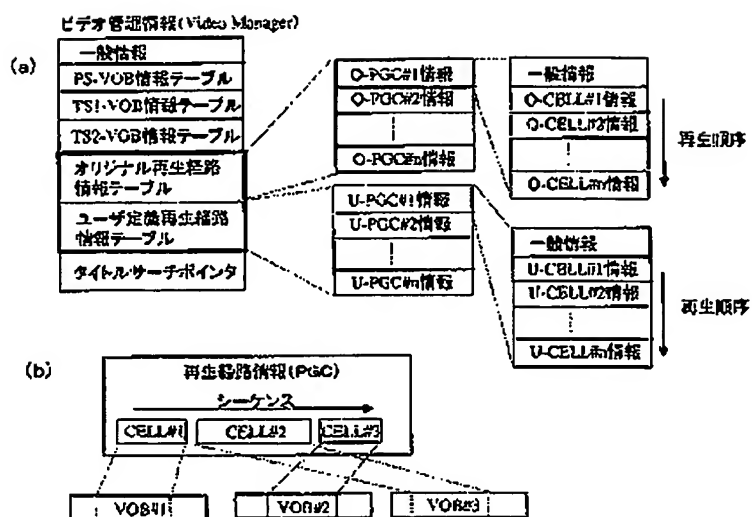 ビデオ管理情報(Video Manager)
(a)
一般情報
PS-VOB情報テーブル
TS1-VOB情報テーブル
TS2-VOB情報テーブル
オリジナル再生経路
情報テーブル
ユーザ定義再生経路
情報テーブル
タイトル・サーチポインタ
O-PGC#1情報
O-PGC#2情報
O-PGC#n情報
U-PGC#1情報
U-PGC#2情報
U-PGC#n情報
一般情報
O-CELL#1情報
O-CELL#2情報
O-CELL#m情報
再生順序
一般情報
U-CELL#1情報
U-CELL#2情報
U-CELL#m情報
再生順序
(b)
再生経路情報(PGC)
シーケンス
CELL#1
CELL#2
CELL#3
VOB#1
VOB#2
VOB#3